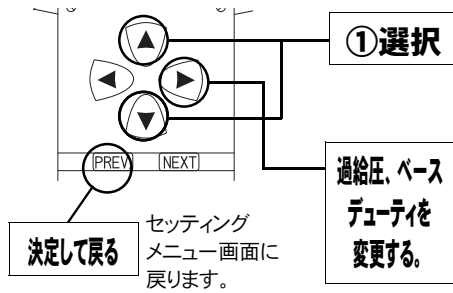 ①選択
過給圧、ベース
デューティを
変更する。
PREV
NEXT
決定して戻る
セッティング
メニュー画面に
戻ります。